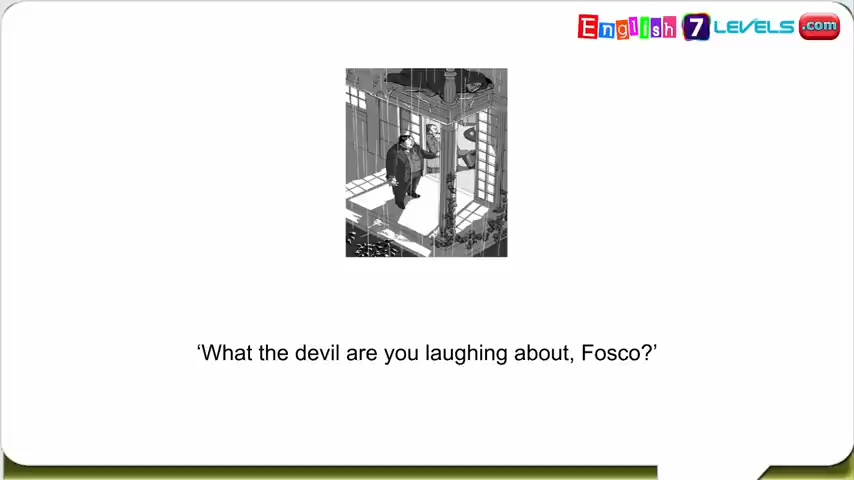 English 7 LEVELS .com
‘What the devil are you laughing about, Fosco?’